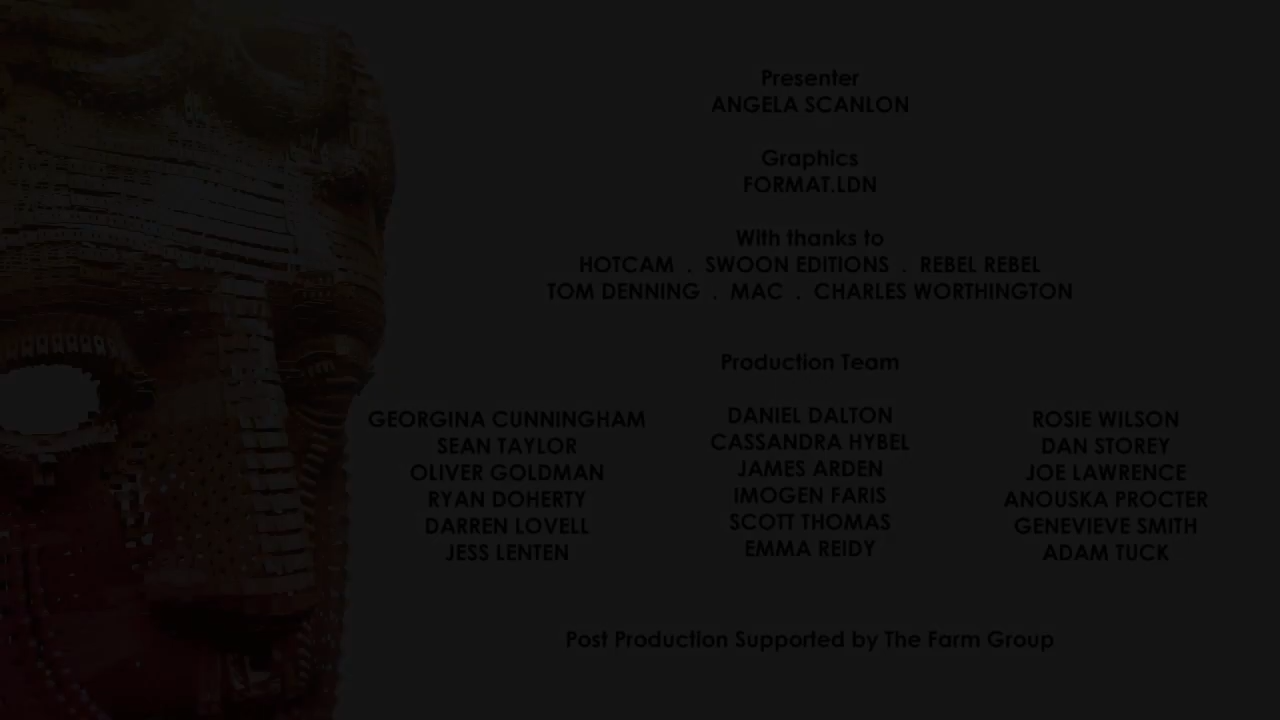 Presenter
ANGELA SCANLON
Graphics
FORMAT.LDN
With thanks to
HOTCAM . SWOON EDITIONS . REBEL REBEL
TOM DENNING . MAC . CHARLES WORTHINGTON
Production Team
GEORGINA CUNNINGHAM
SEAN TAYLOR
OLIVER GOLDMAN
RYAN DOHERTY
DARREN LOVELL
JESS LENTEN
DANIEL DALTON
CASSANDRA HYBEL
JAMES ARDEN
IMOGEN FARIS
SCOTT THOMAS
EMMA REIDY
ROSIE WILSON
DAN STOREY
JOE LAWRENCE
ANOUSKA PROCTER
GENEVIEVE SMITH
ADAM TUCK
Post Production Supported by The Farm Group